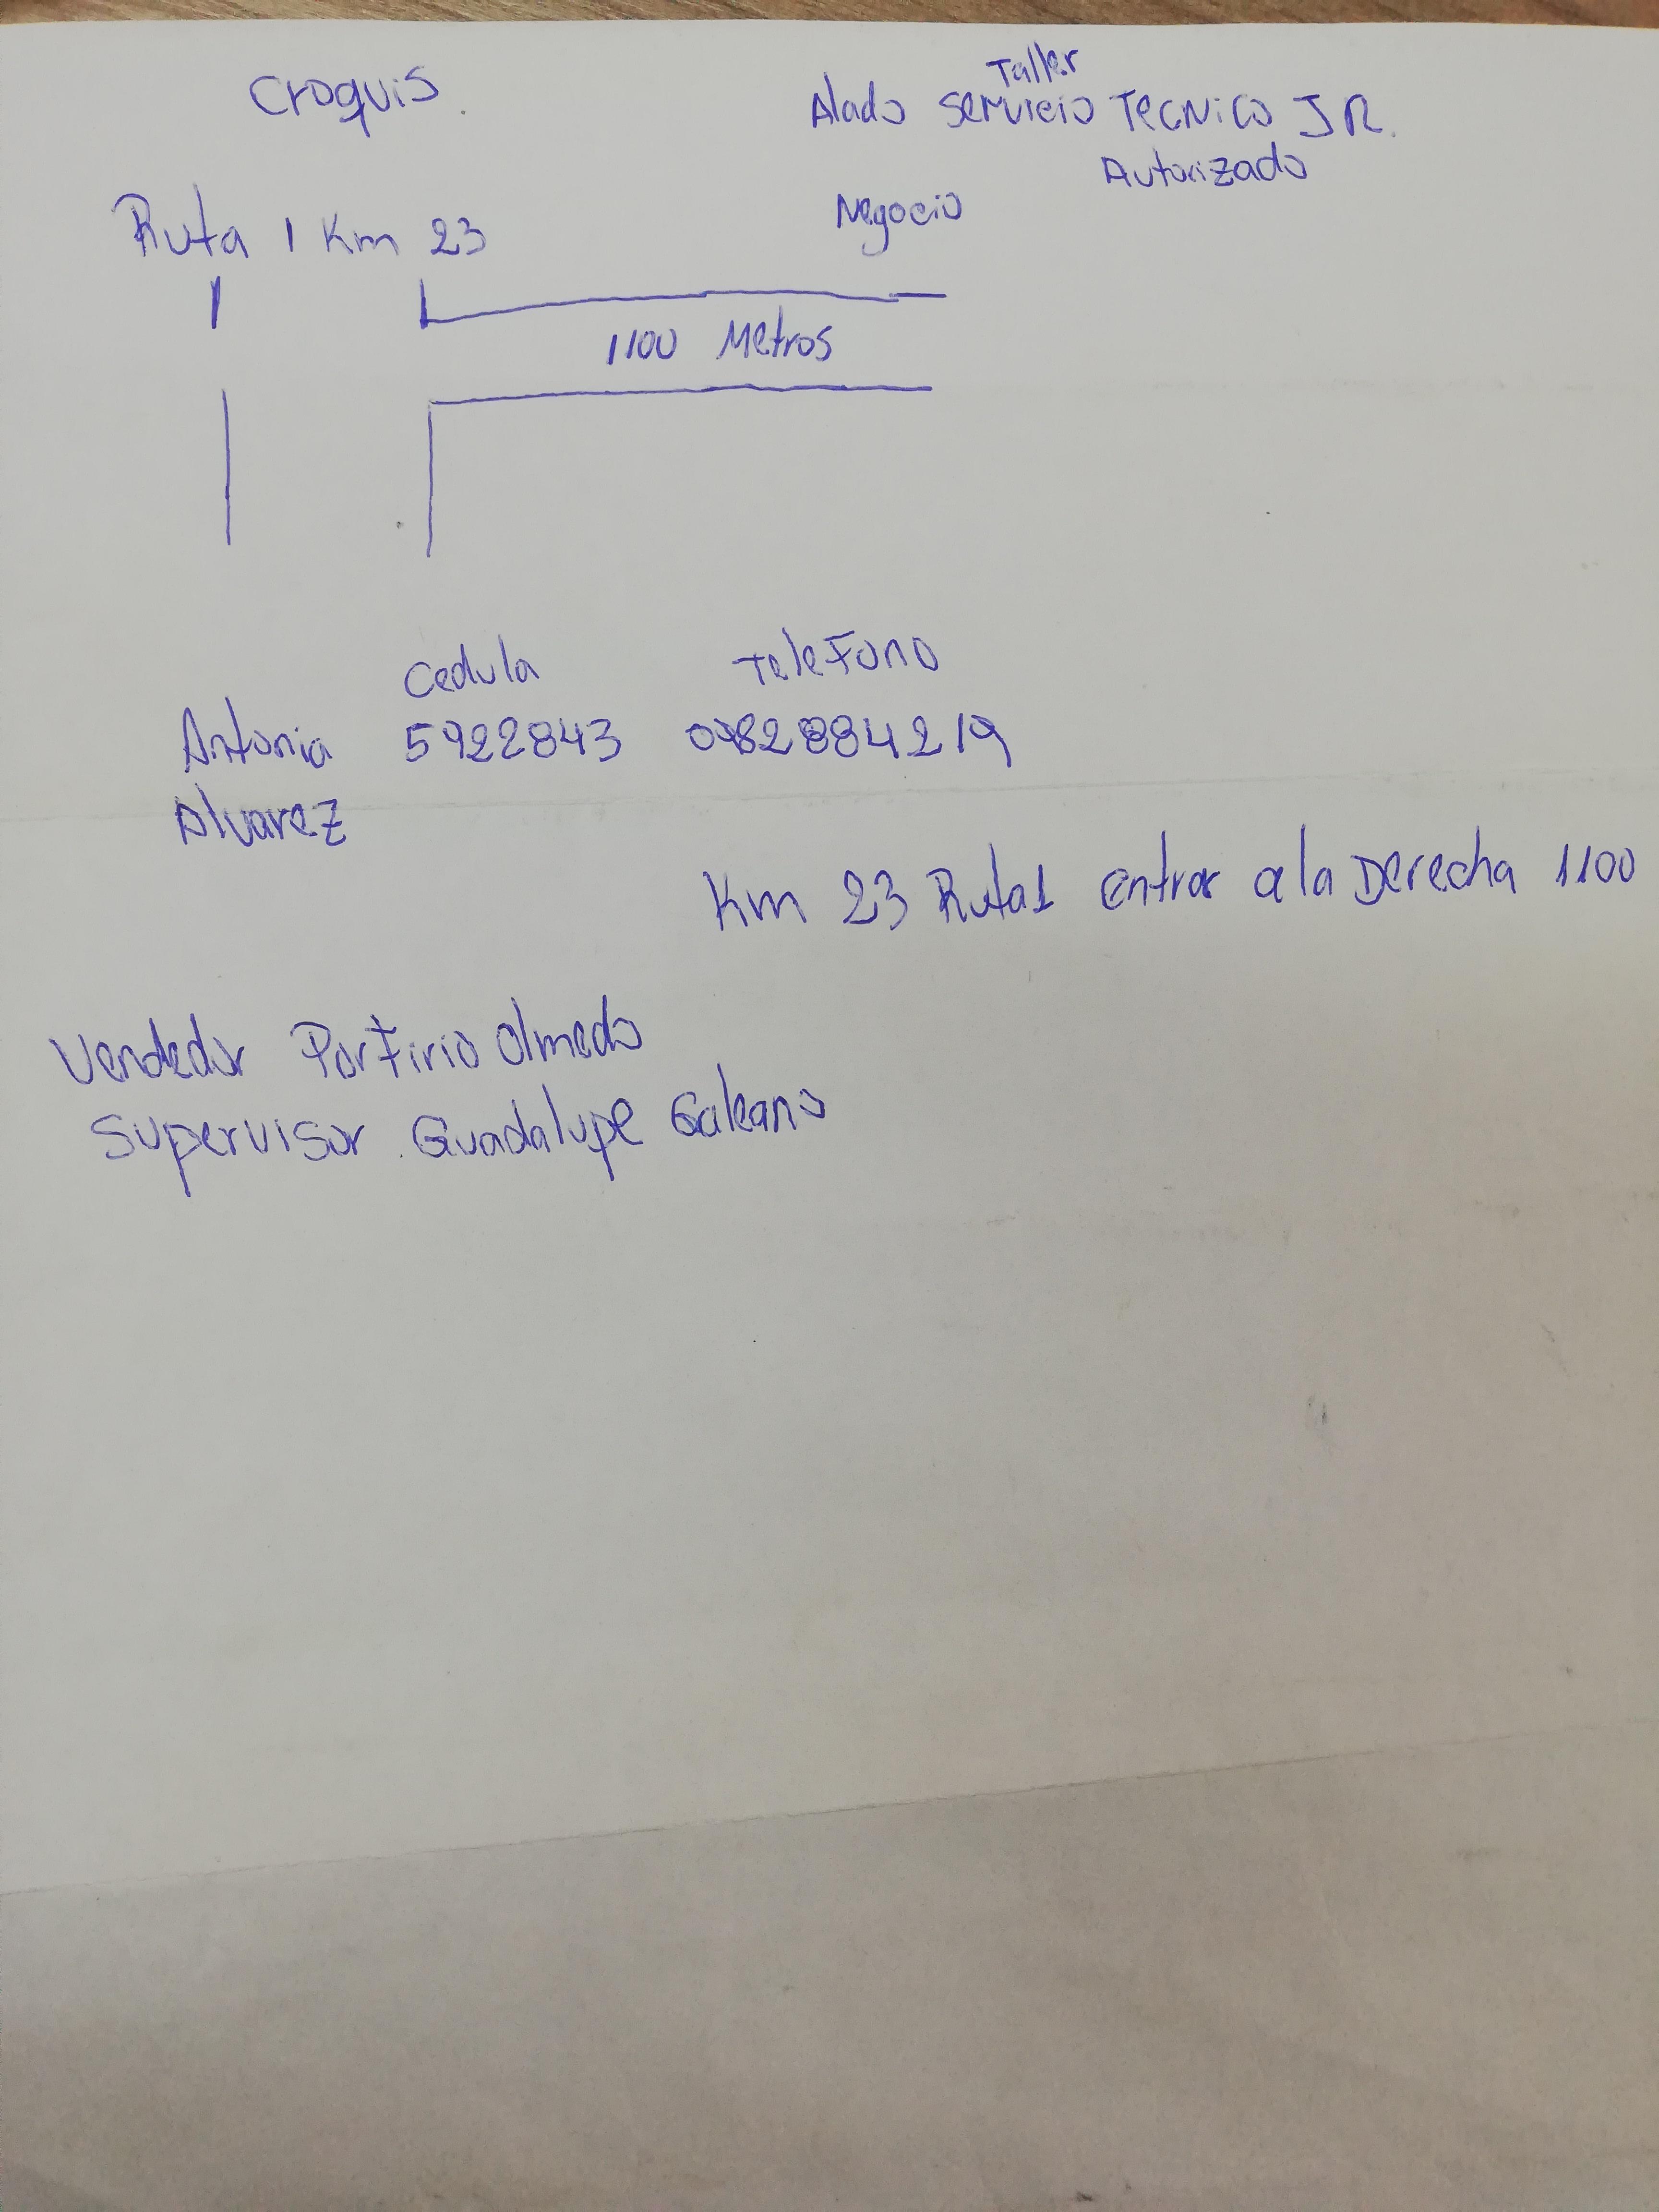 Croquis.
Taller
Alado Servicio Tecnico JR.
Autorizado
Negocio
Ruta 1 Km 23
1100 Metros
Cedula Telefono
Antonia 5922843 0982884219
Alvarez
Km 23 Ruta1 entrar a la Derecha 1100
Vendedor Porfirio Olmedo
Supervisor Guadalupe Galeano